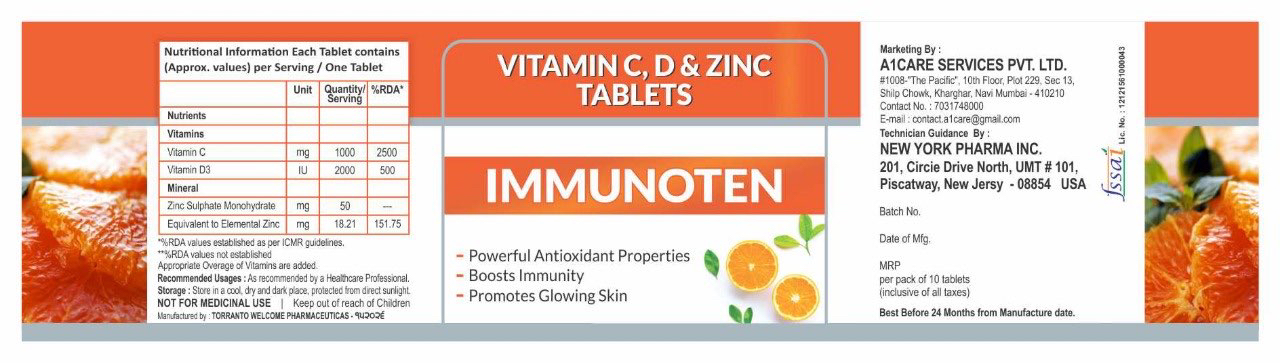 Nutritional Information Each Tablet contains
(Approx. values) per Serving / One Tablet
Unit Quantity/ Serving %RDA*
Nutrients
Vitamins
Vitamin C mg 1000 2500
Vitamin D3 IU 2000 500
Mineral
Zinc Sulphate Monohydrate mg 50 ---
Equivalent to Elemental Zinc mg 18.21 151.75
*%RDA values established as per ICMR guidelines.
**%RDA values not established
Appropriate Overage of Vitamins are added.
Recommended Usages : As recommended by a Healthcare Professional.
Storage : Store in a cool, dry and dark place, protected from direct sunlight.
NOT FOR MEDICINAL USE | Keep out of reach of Children
Manufactured by : TORRANTO WELCOME PHARMACEUTICAS - ૧૫૨૦૨૬
VITAMIN C, D & ZINC
TABLETS
IMMUNOTEN
- Powerful Antioxidant Properties
- Boosts Immunity
- Promotes Glowing Skin
Marketing By :
A1CARE SERVICES PVT. LTD.
#1008-"The Pacific", 10th Floor, Plot 229, Sec 13,
Shilp Chowk, Kharghar, Navi Mumbai - 410210
Contact No. : 7031748000
E-mail : contact.a1care@gmail.com
Technician Guidance By :
NEW YORK PHARMA INC.
201, Circie Drive North, UMT # 101,
Piscatway, New Jersy - 08854 USA
Batch No.
Date of Mfg.
MRP
per pack of 10 tablets
(inclusive of all taxes)
Best Before 24 Months from Manufacture date.
fssai
Lic. No. : 12121561000043